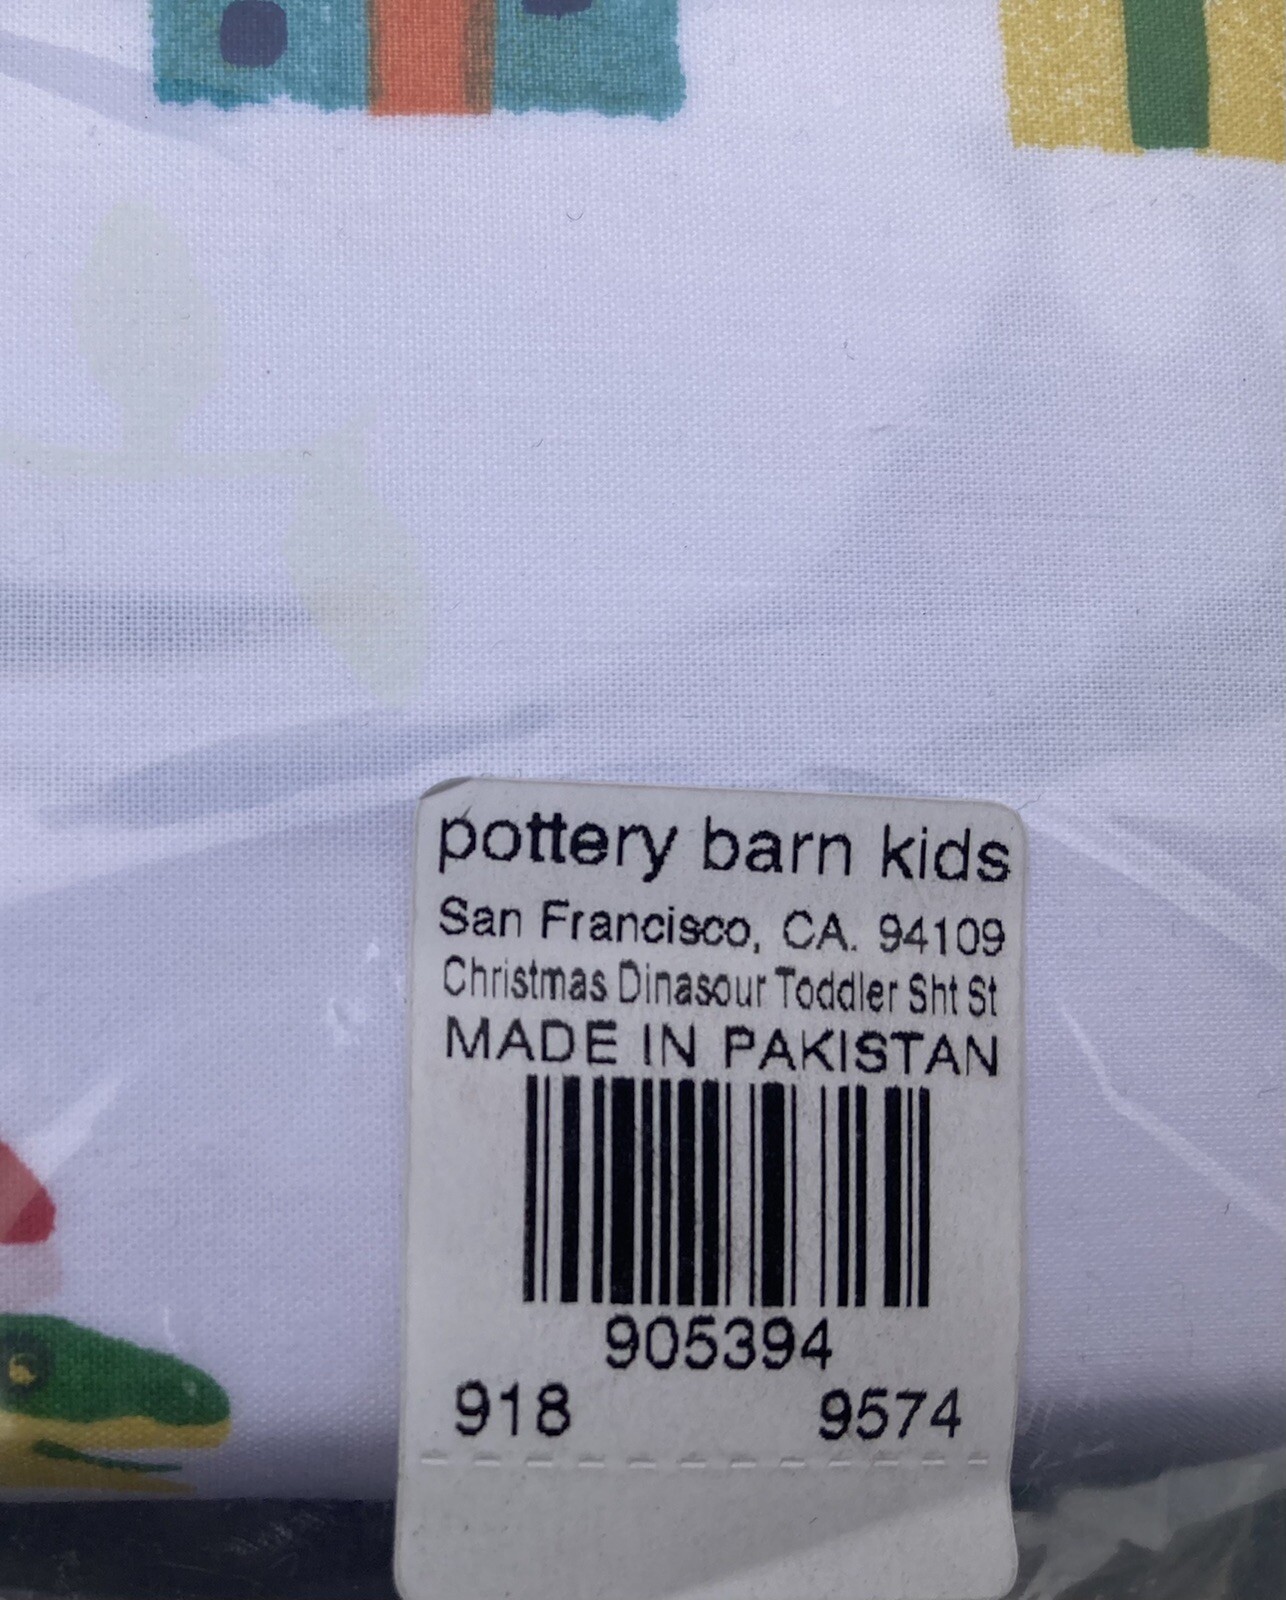 pottery barn kids
San Francisco, CA. 94109
Christmas Dinasour Toddler Sht St
MADE IN PAKISTAN
905394
918 9574